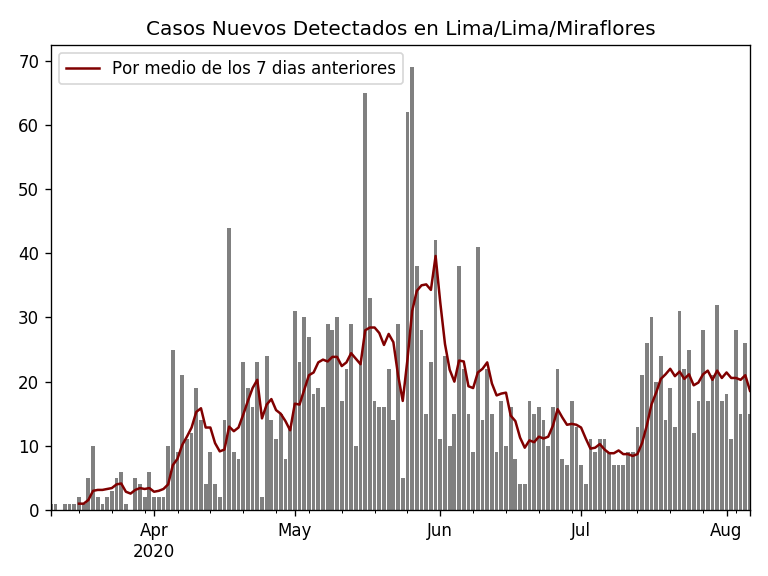 Casos Nuevos Detectados en Lima/Lima/Miraflores
Por medio de los 7 dias anteriores
70
60
50
40
30
20
10
0
Apr
2020
May
Jun
Jul
Aug